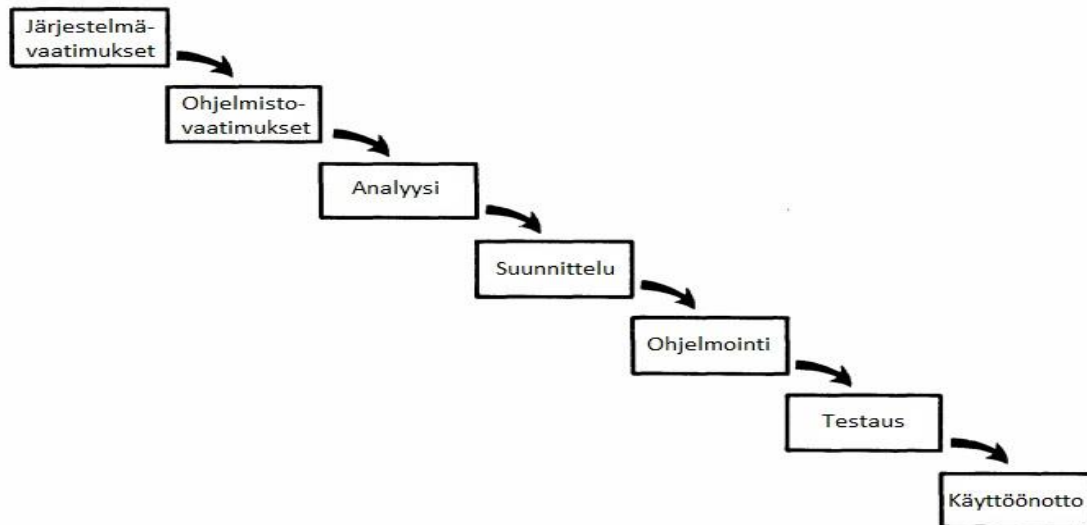 Järjestelmä-
vaatimukset
Ohjelmisto-
vaatimukset
Analyysi
Suunnittelu
Ohjelmointi
Testaus
Käyttöönotto